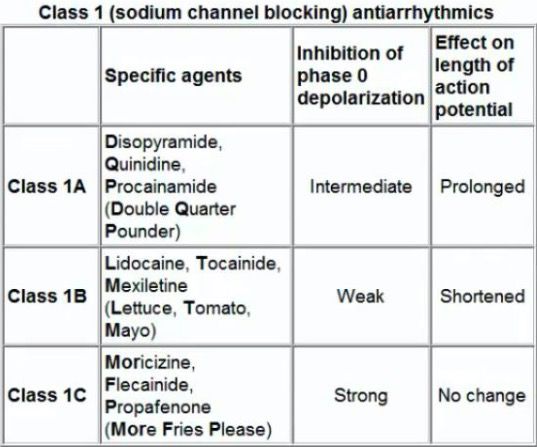 Class 1 (sodium channel blocking) antiarrhythmics
Specific agents
Inhibition of
phase 0
depolarization
Effect on
length of
action
potential
Class 1A
Disopyramide,
Quinidine,
Procainamide
(Double Quarter
Pounder)
Intermediate
Prolonged
Class 1B
Lidocaine, Tocainide,
Mexiletine
(Lettuce, Tomato,
Mayo)
Weak
Shortened
Class 1C
Moricizine,
Flecainide,
Propafenone
(More Fries Please)
Strong
No change